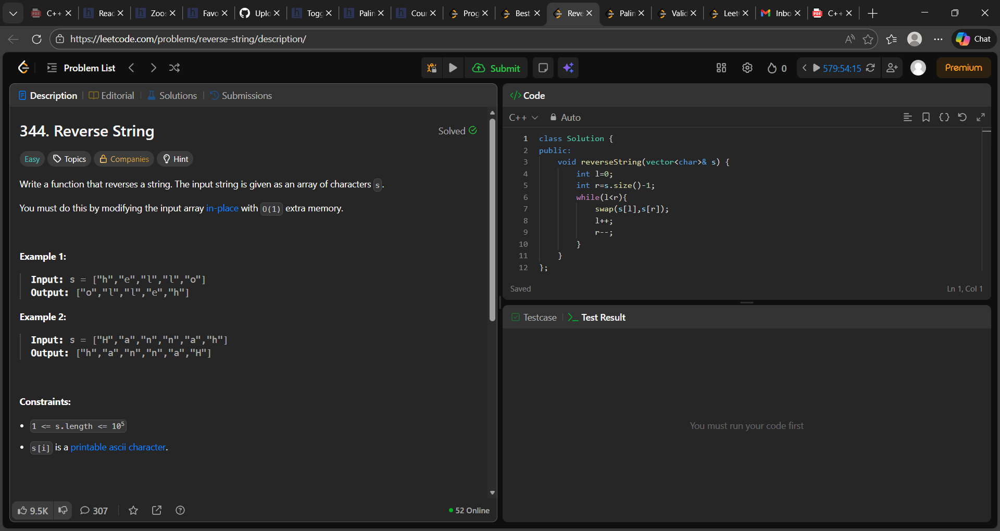 C++
Reac
Zoo
Favo
Uplo
Togg
Palin
Cour
Prog
Best
Reve
Palin
Valid
Leet
Inbo
C++
https://leetcode.com/problems/reverse-string/description/
Chat
Problem List
Submit
0
579:54:15
Premium
Description
Editorial
Solutions
Submissions
344. Reverse String
Solved
Easy
Topics
Companies
Hint
Write a function that reverses a string. The input string is given as an array of characters s.
You must do this by modifying the input array in-place with O(1) extra memory.
Example 1:
Input: s = ["h","e","l","l","o"]
Output: ["o","l","l","e","h"]
Example 2:
Input: s = ["H","a","n","n","a","h"]
Output: ["h","a","n","n","a","H"]
Constraints:
• 1 <= s.length <= 10⁵
• s[i] is a printable ascii character.
9.5K
307
52 Online
</> Code
C++
Auto
1 class Solution {
2 public:
3 void reverseString(vector<char>& s) {
4 int l=0;
5 int r=s.size()-1;
6 while(l<r){
7 swap(s[l],s[r]);
8 l++;
9 r--;
10 }
11 }
12 };
Saved
Ln 1, Col 1
Testcase
Test Result
You must run your code first